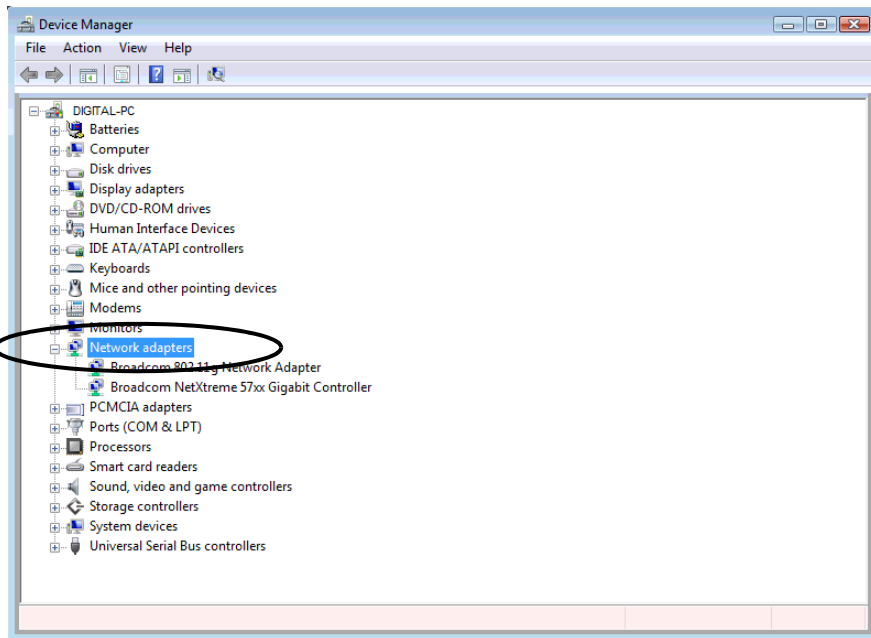 Device Manager
File Action View Help
DIGITAL-PC
Batteries
Computer
Disk drives
Display adapters
DVD/CD-ROM drives
Human Interface Devices
IDE ATA/ATAPI controllers
Keyboards
Mice and other pointing devices
Modems
Monitors
Network adapters
Broadcom 802.11g Network Adapter
Broadcom NetXtreme 57xx Gigabit Controller
PCMCIA adapters
Ports (COM & LPT)
Processors
Smart card readers
Sound, video and game controllers
Storage controllers
System devices
Universal Serial Bus controllers